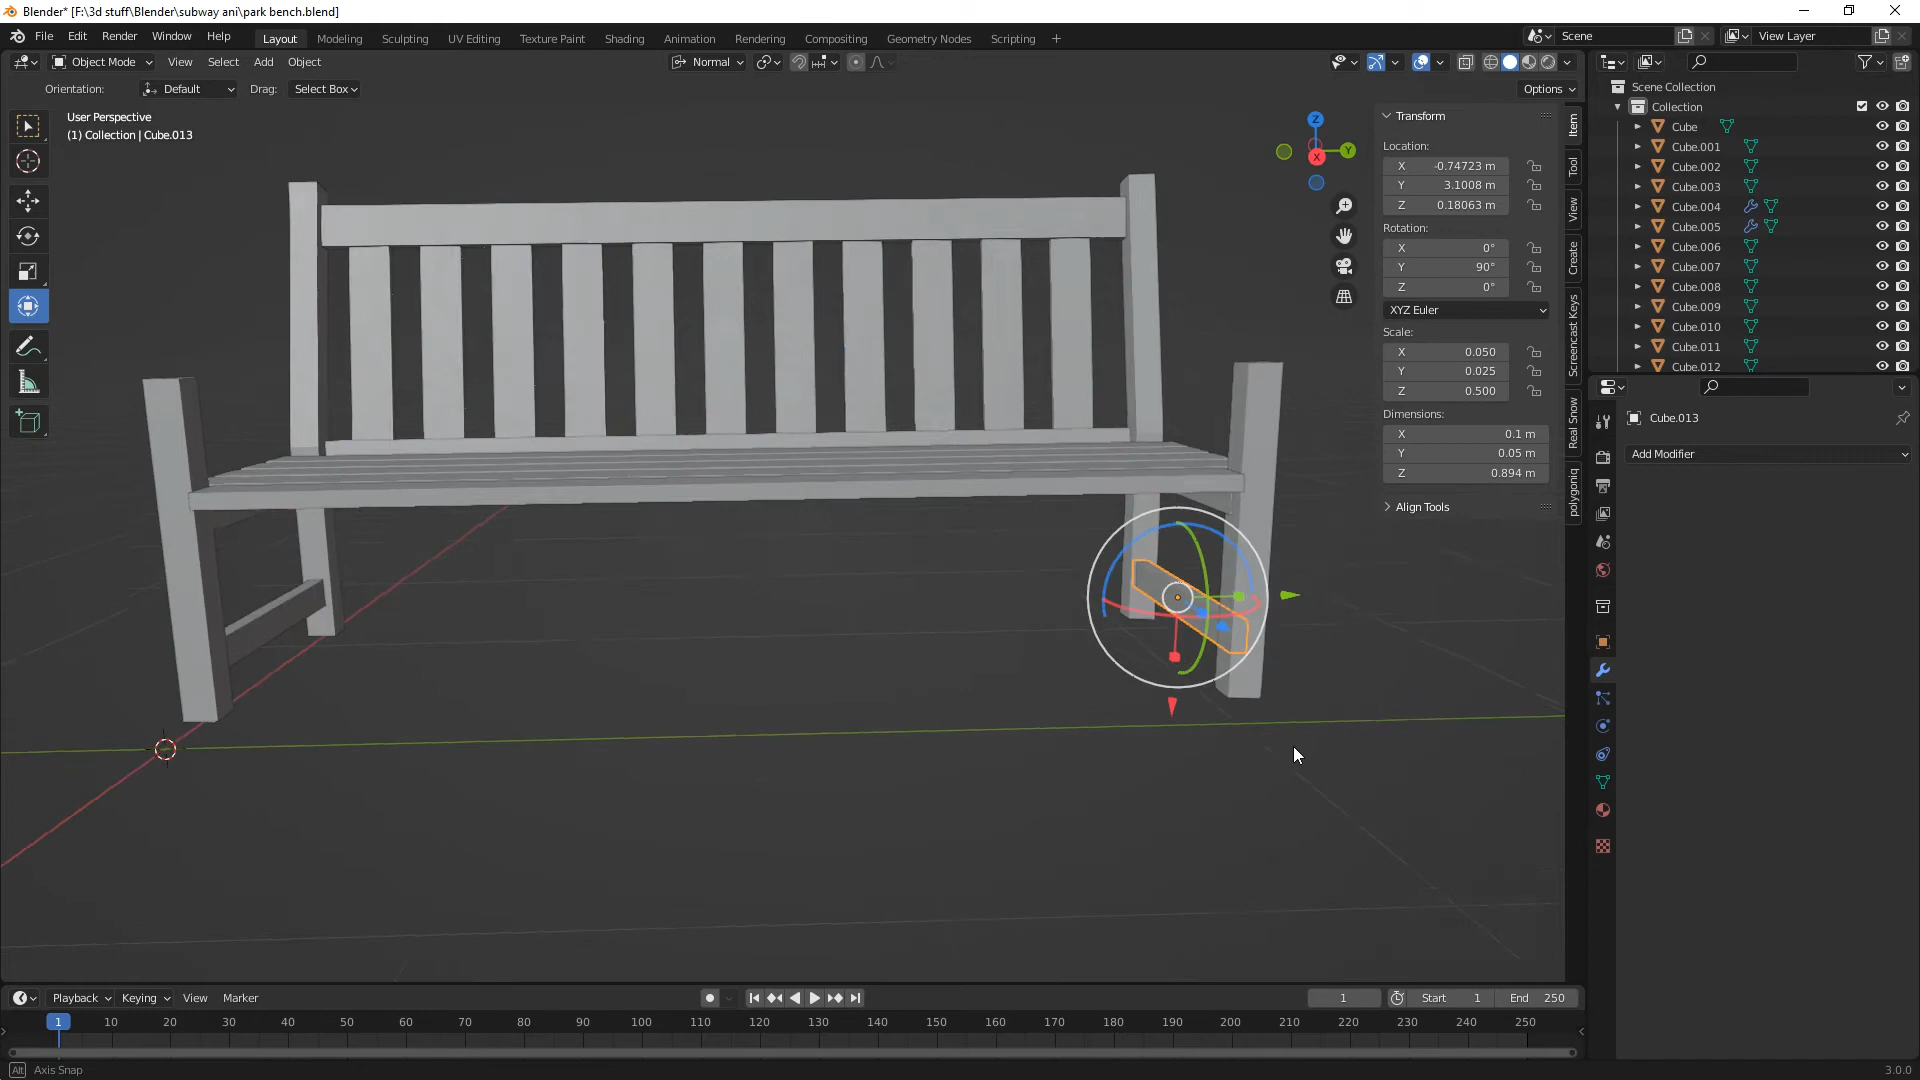 Blender* [F:\3d stuff\Blender\subway ani\park bench.blend]
File Edit Render Window Help Layout Modeling Sculpting UV Editing Texture Paint Shading Animation Rendering Compositing Geometry Nodes Scripting + Scene View Layer
Object Mode View Select Add Object Normal
Orientation: Default Drag: Select Box Options
User Perspective
(1) Collection | Cube.013
Z
Y
X
Transform
Location:
X -0.74723 m
Y 3.1008 m
Z 0.18063 m
Rotation:
X 0°
Y 90°
Z 0°
XYZ Euler
Scale:
X 0.050
Y 0.025
Z 0.500
Dimensions:
X 0.1 m
Y 0.05 m
Z 0.894 m
Align Tools
Item
Tool
View
Create
Screencast Keys
Real Snow
polygoniq
Scene Collection
Collection
Cube
Cube.001
Cube.002
Cube.003
Cube.004
Cube.005
Cube.006
Cube.007
Cube.008
Cube.009
Cube.010
Cube.011
Cube.012
Cube.013
Add Modifier
Playback Keying View Marker 1 Start 1 End 250
1 10 20 30 40 50 60 70 80 90 100 110 120 130 140 150 160 170 180 190 200 210 220 230 240 250
Alt Axis Snap 3.0.0